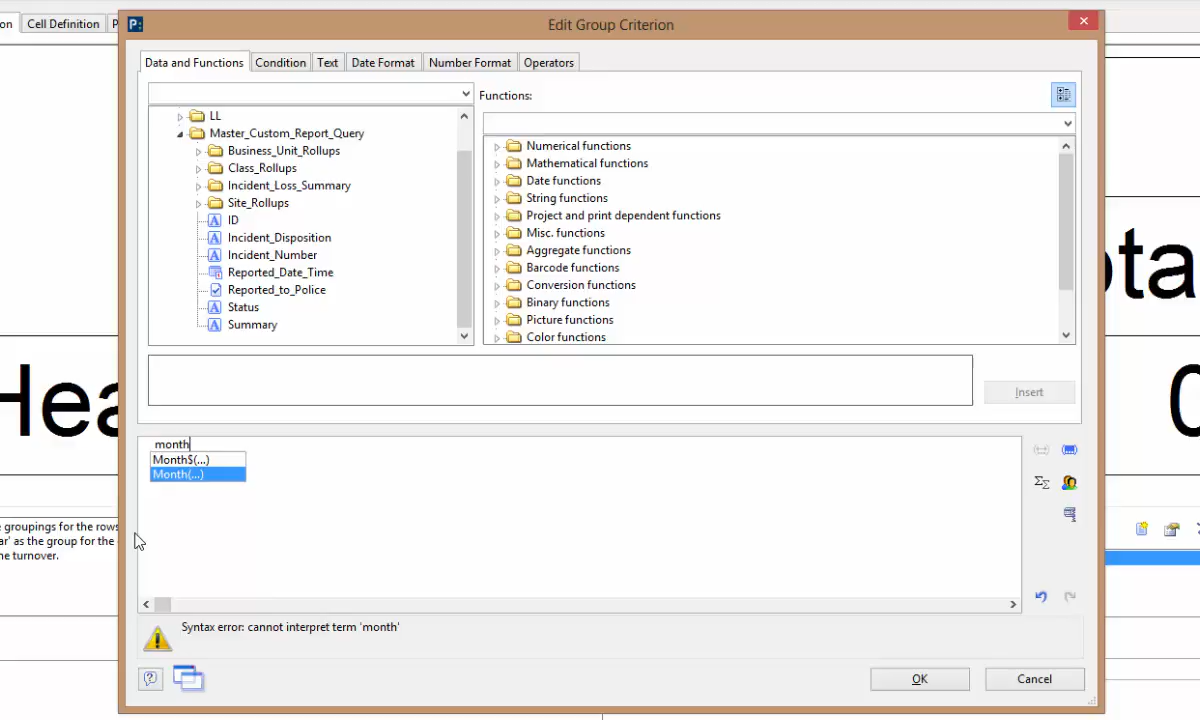 Edit Group Criterion
on
Cell Definition
P
Data and Functions
Condition
Text
Date Format
Number Format
Operators
Functions:
LL
Master_Custom_Report_Query
Business_Unit_Rollups
Class_Rollups
Incident_Loss_Summary
Site_Rollups
ID
Incident_Disposition
Incident_Number
Reported_Date_Time
Reported_to_Police
Status
Summary
Numerical functions
Mathematical functions
Date functions
String functions
Project and print dependent functions
Misc. functions
Aggregate functions
Barcode functions
Conversion functions
Binary functions
Picture functions
Color functions
Insert
month
Month$(...)
Month(...)
Syntax error: cannot interpret term 'month'
OK
Cancel
Hea
ota
0
e groupings for the rows
ar' as the group for the
ne turnover.